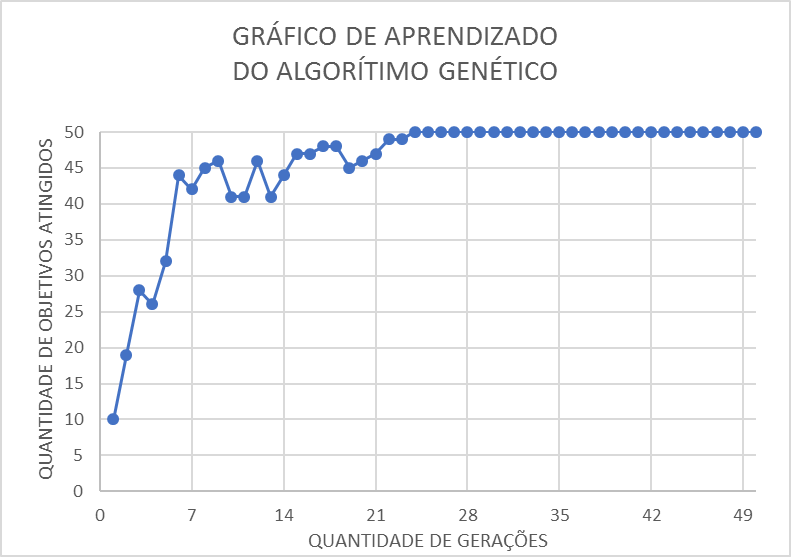 GRÁFICO DE APRENDIZADO
DO ALGORÍTIMO GENÉTICO
QUANTIDADE DE OBJETIVOS ATINGIDOS
50
45
40
35
30
25
20
15
10
5
0
0 7 14 21 28 35 42 49
QUANTIDADE DE GERAÇÕES